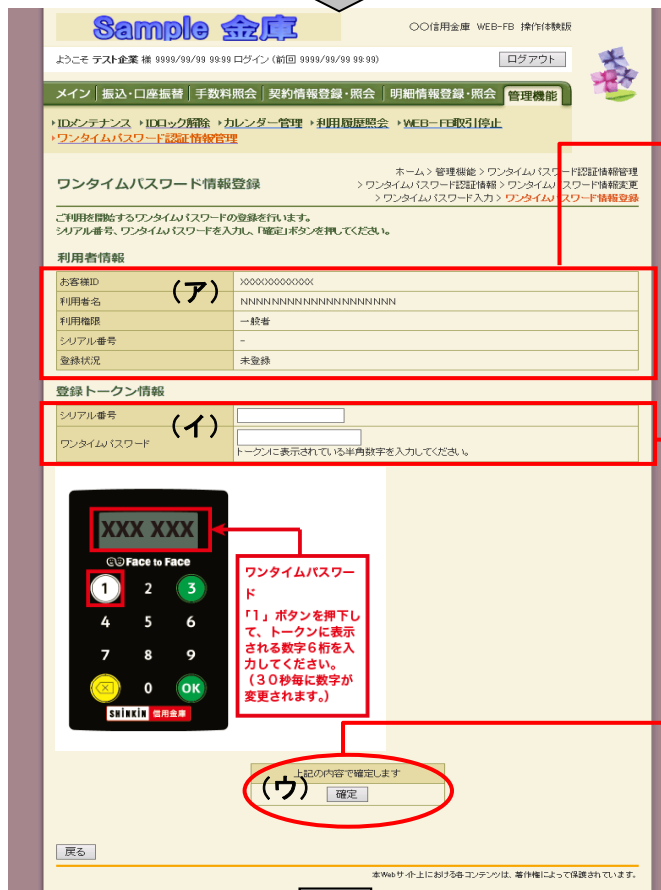 Sample 金庫
〇〇信用金庫 WEB-FB 操作体験版
ようこそ テスト企業 様 9999/99/99 99:99 ログイン (前回 9999/99/99 99:99)
ログアウト
メイン 振込・口座振替 手数料照会 契約情報登録・照会 明細情報登録・照会 管理機能
IDメンテナンス IDロック解除 カレンダー管理 利用履歴照会 WEB-FB取引停止
ワンタイムパスワード認証情報管理
ワンタイムパスワード情報登録
ホーム > 管理機能 > ワンタイムパスワード認証情報管理
> ワンタイムパスワード認証情報 > ワンタイムパスワード情報変更
> ワンタイムパスワード入力 > ワンタイムパスワード情報登録
ご利用を開始するワンタイムパスワードの登録を行います。
シリアル番号、ワンタイムパスワードを入力し、「確定」ボタンを押してください。
利用者情報
お客様ID XXXXXXXXXXXXX
(ア)
利用者名 NNNNNNNNNNNNNNNNNNNN
利用権限 一般者
シリアル番号 -
登録状況 未登録
登録トークン情報
シリアル番号
(イ)
ワンタイムパスワード
トークンに表示されている半角数字を入力してください。
XXX XXX
Face to Face
1 2 3
4 5 6
7 8 9
0 OK
SHINKIN 信用金庫
ワンタイムパスワー
ド
「1」ボタンを押下し
て、トークンに表示
される数字6桁を入
力してください。
(30秒毎に数字が
変更されます。)
上記の内容で確定します
(ウ)
確定
戻る
本Webサイト上における各コンテンツは、著作権によって保護されています。